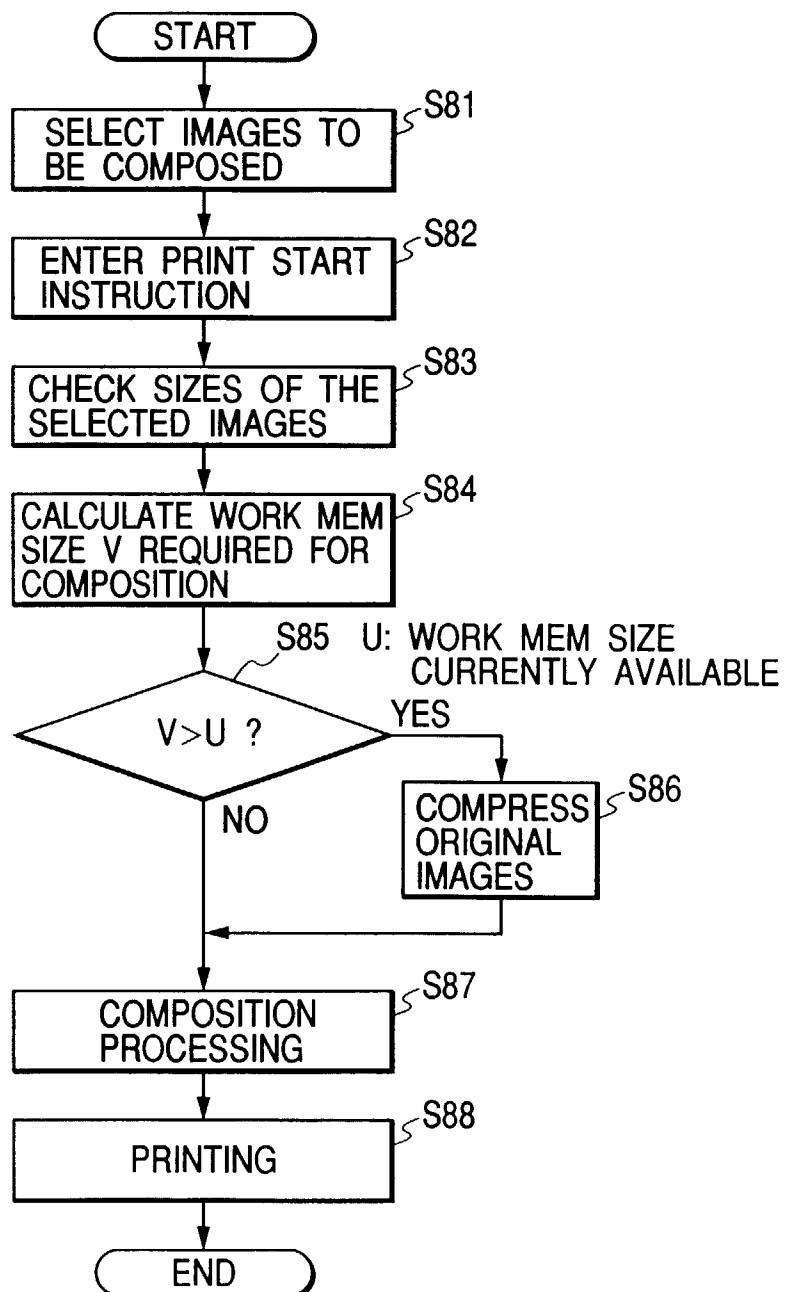 START
S81
SELECT IMAGES TO
BE COMPOSED
S82
ENTER PRINT START
INSTRUCTION
S83
CHECK SIZES OF THE
SELECTED IMAGES
S84
CALCULATE WORK MEM
SIZE V REQUIRED FOR
COMPOSITION
S85 U: WORK MEM SIZE
CURRENTLY AVAILABLE
V>U ?
YES
NO
S86
COMPRESS
ORIGINAL
IMAGES
S87
COMPOSITION
PROCESSING
S88
PRINTING
END